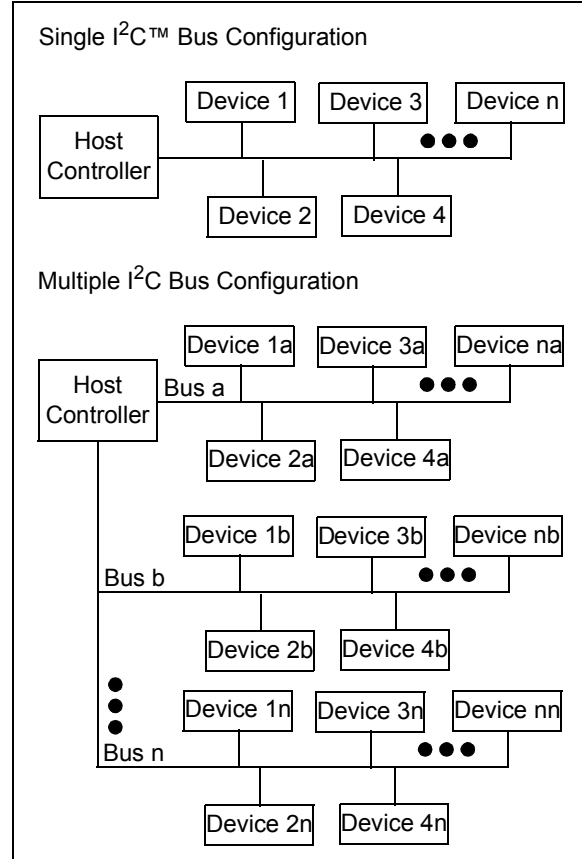 Single I²C™ Bus Configuration
Device 1
Device 3
Device n
Host
Controller
Device 2
Device 4
Multiple I²C Bus Configuration
Device 1a
Device 3a
Device na
Host
Controller
Bus a
Device 2a
Device 4a
Device 1b
Device 3b
Device nb
Bus b
Device 2b
Device 4b
Device 1n
Device 3n
Device nn
Bus n
Device 2n
Device 4n